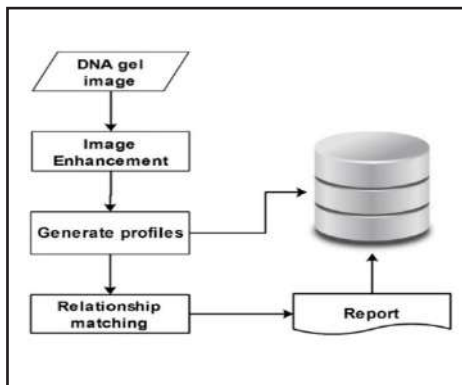 DNA gel
image
Image
Enhancement
Generate profiles
Relationship
matching
Report